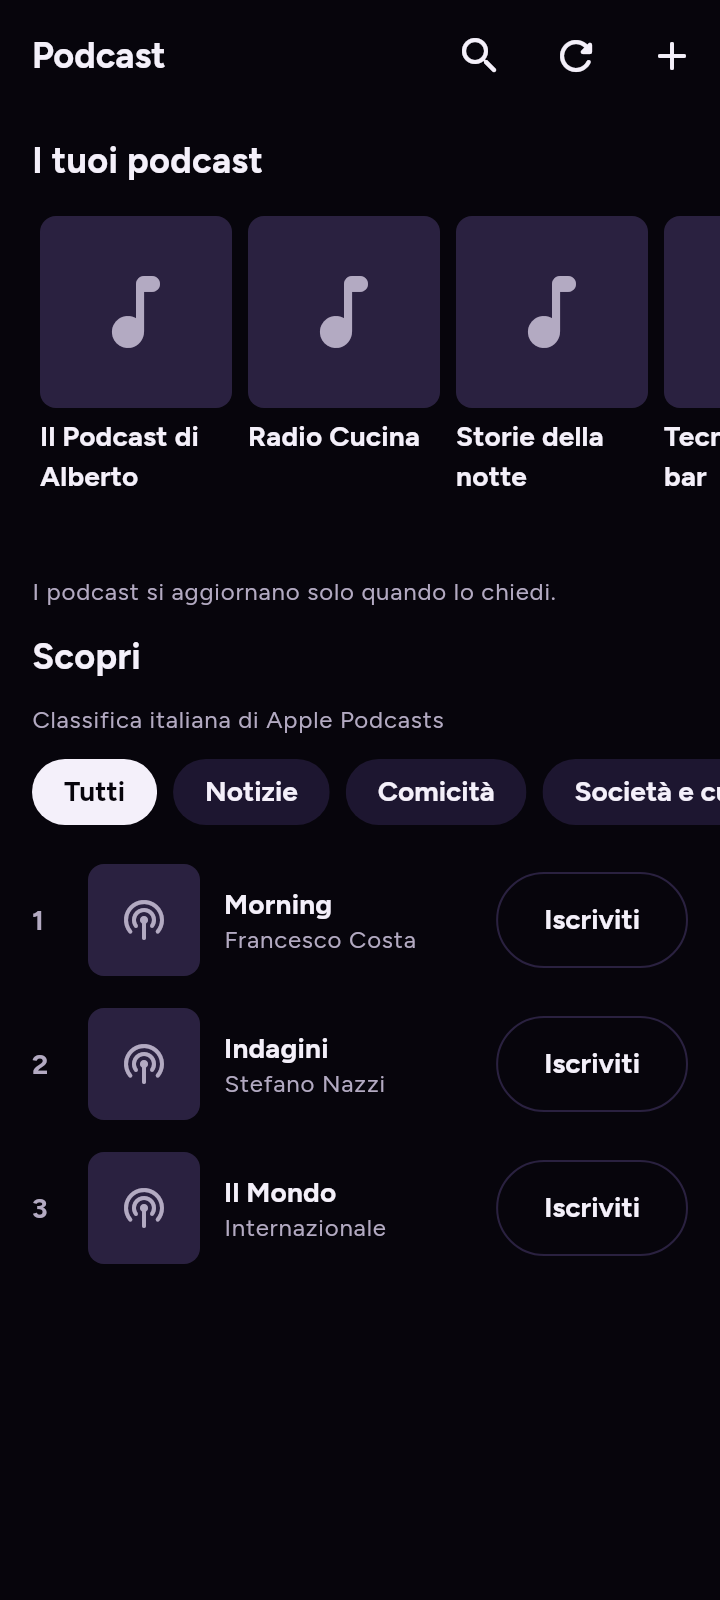 Podcast
I tuoi podcast
Il Podcast di
Alberto
Radio Cucina
Storie della
notte
bar
I podcast si aggiornano solo quando lo chiedi.
Scopri
Classifica italiana di Apple Podcasts
Tutti
Notizie
Comicità
Società e
1
Morning
Francesco Costa
Iscriviti
2
Indagini
Stefano Nazzi
Iscriviti
3
Il Mondo
Internazionale
Iscriviti